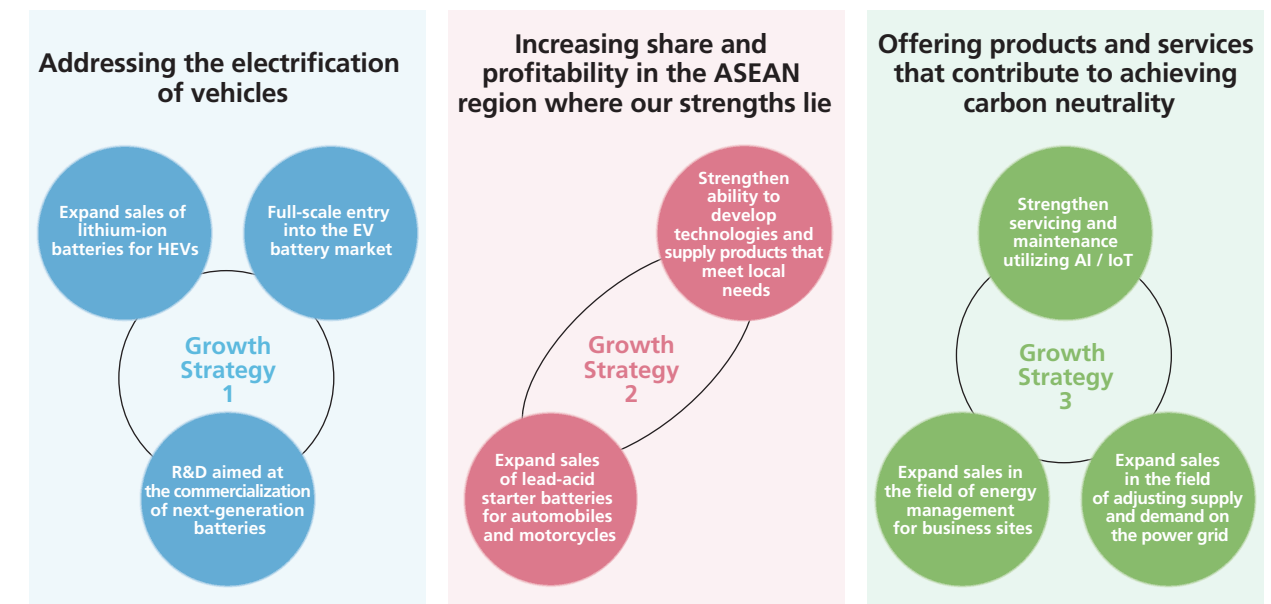 Addressing the electrification
of vehicles
Expand sales of
lithium-ion
batteries for HEVs
Full-scale entry
into the EV
battery market
Growth
Strategy
1
R&D aimed at
the commercialization
of next-generation
batteries
Increasing share and
profitability in the ASEAN
region where our strengths lie
Strengthen
ability to
develop
technologies and
supply products that
meet local
needs
Growth
Strategy
2
Expand sales
of lead-acid
starter batteries
for automobiles
and motorcycles
Offering products and services
that contribute to achieving
carbon neutrality
Strengthen
servicing and
maintenance
utilizing AI / IoT
Growth
Strategy
3
Expand sales in
the field of energy
management
for business sites
Expand sales
in the field
of adjusting supply
and demand on
the power grid